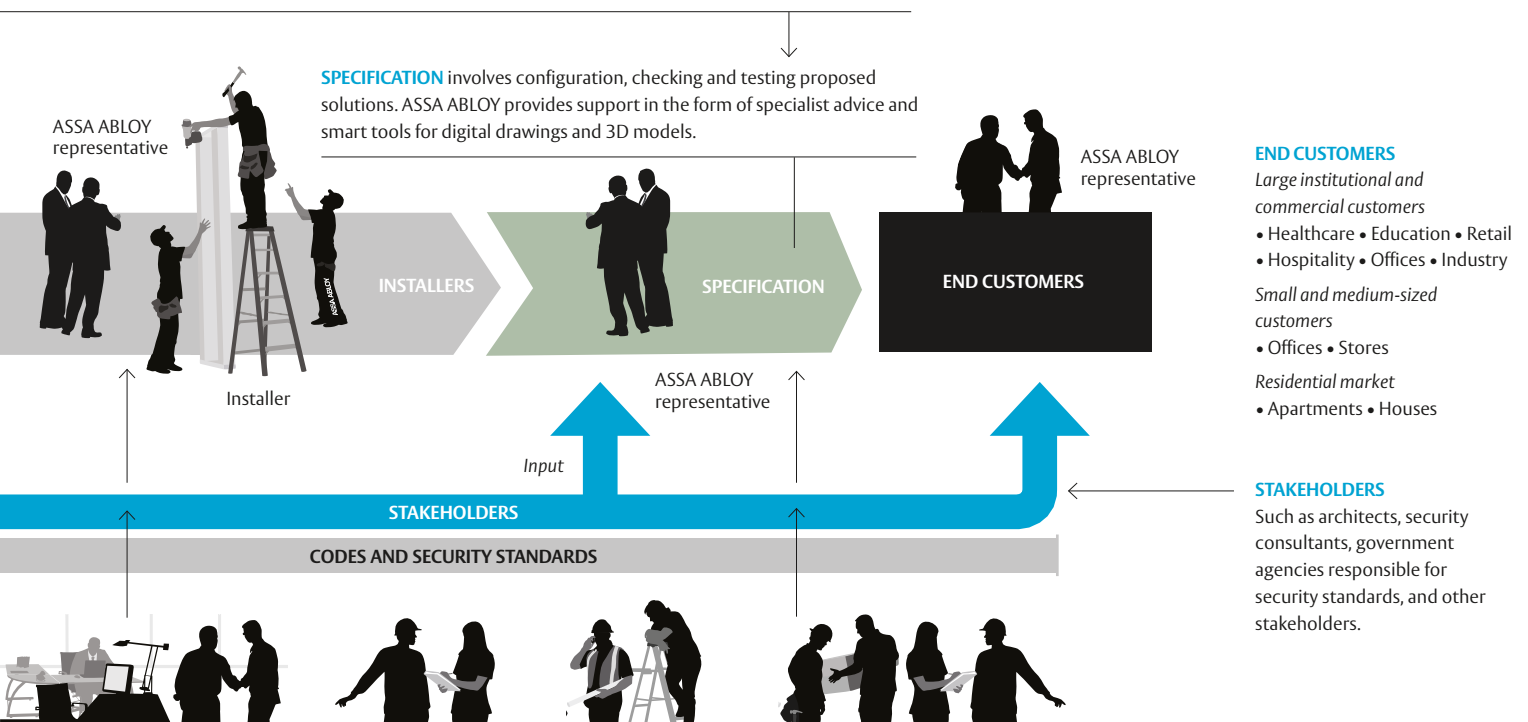 SPECIFICATION involves configuration, checking and testing proposed
solutions. ASSA ABLOY provides support in the form of specialist advice and
smart tools for digital drawings and 3D models.
ASSA ABLOY
representative
ASSA ABLOY
representative
INSTALLERS
SPECIFICATION
END CUSTOMERS
ASSA ABLOY
Installer
ASSA ABLOY
representative
Input
STAKEHOLDERS
CODES AND SECURITY STANDARDS
END CUSTOMERS
Large institutional and
commercial customers
• Healthcare • Education • Retail
• Hospitality • Offices • Industry
Small and medium-sized
customers
• Offices • Stores
Residential market
• Apartments • Houses
STAKEHOLDERS
Such as architects, security
consultants, government
agencies responsible for
security standards, and other
stakeholders.